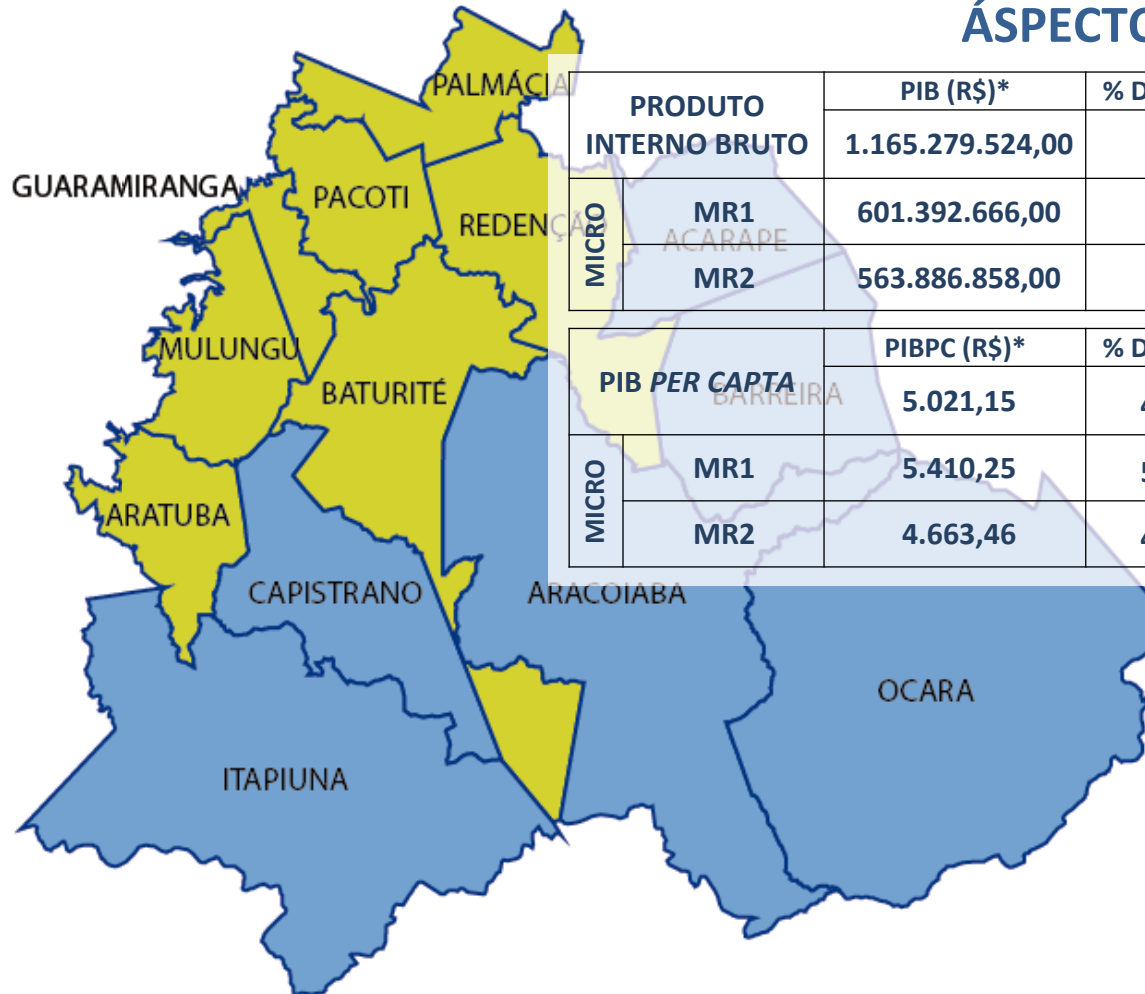 ÁSPECTO
PRODUTO INTERNO BRUTO
PIB (R$)*
% D
1.165.279.524,00
MICRO
MR1
601.392.666,00
MR2
563.886.858,00
PIB PER CAPTA
PIBPC (R$)*
% D
5.021,15
MICRO
MR1
5.410,25
MR2
4.663,46
PALMÁCIA
GUARAMIRANGA
PACOTI
REDENÇÃO
ACARAPE
MULUNGU
BATURITÉ
BARREIRA
ARATUBA
CAPISTRANO
ARACOIABA
OCARA
ITAPIUNA